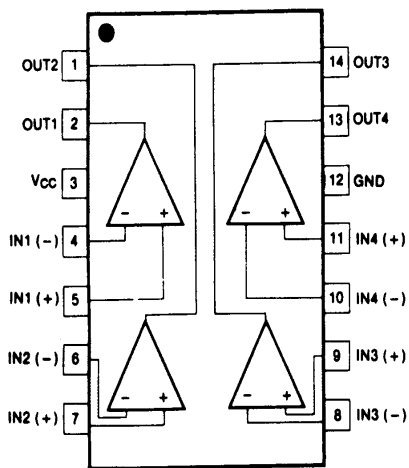 OUT2 1
14 OUT3
OUT1 2
13 OUT4
VCC 3
12 GND
- +
- +
IN1 (-) 4
11 IN4 (+)
IN1 (+) 5
10 IN4 (-)
IN2 (-) 6
9 IN3 (+)
- +
- +
IN2 (+) 7
8 IN3 (-)